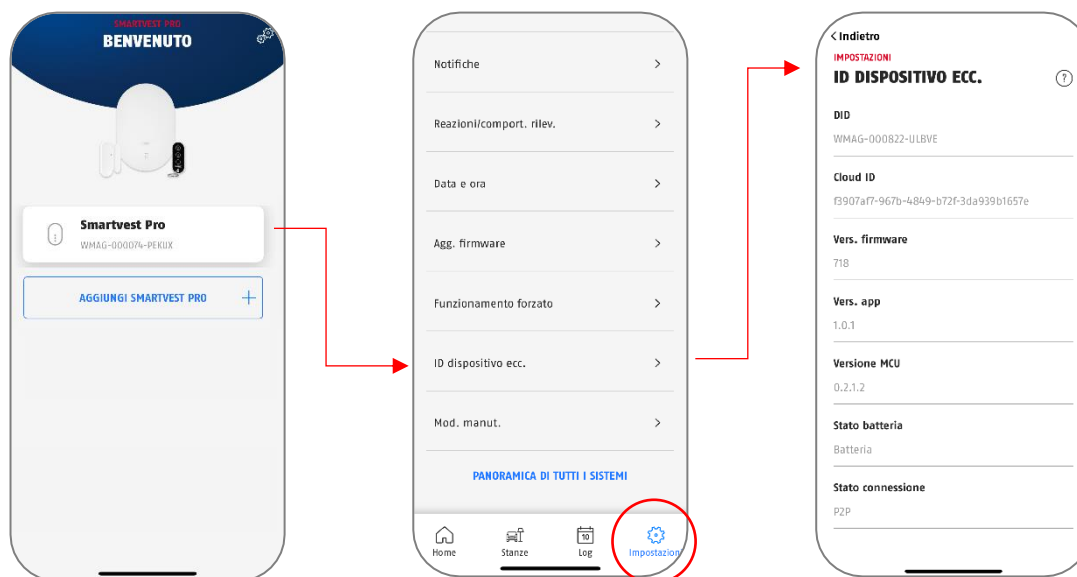 SMARTVEST PRO
BENVENUTO
Smartvest Pro
WMAG-000074-PEKUX
AGGIUNGI SMARTVEST PRO
Notifiche
Reazioni/comport. rilev.
Data e ora
Agg. firmware
Funzionamento forzato
ID dispositivo ecc.
Mod. manut.
PANORAMICA DI TUTTI I SISTEMI
10
Home
Stanze
Log
Impostazioni
< Indietro
IMPOSTAZIONI
ID DISPOSITIVO ECC.
?
DID
WMAG-000822-ULBVE
Cloud ID
f3907af7-967b-4849-b72f-3da939b1657e
Vers. firmware
718
Vers. app
1.0.1
Versione MCU
0.2.1.2
Stato batteria
Batteria
Stato connessione
P2P